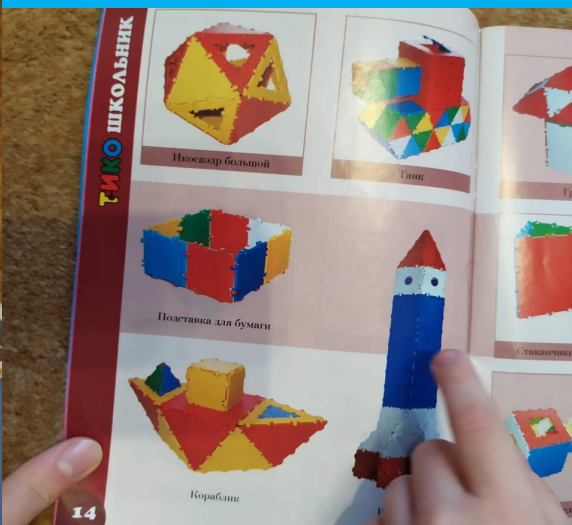 ТИКО ШКОЛЬНИК
Икосаэдр большой
Танк
Подставка для бумаги
Кораблик
14